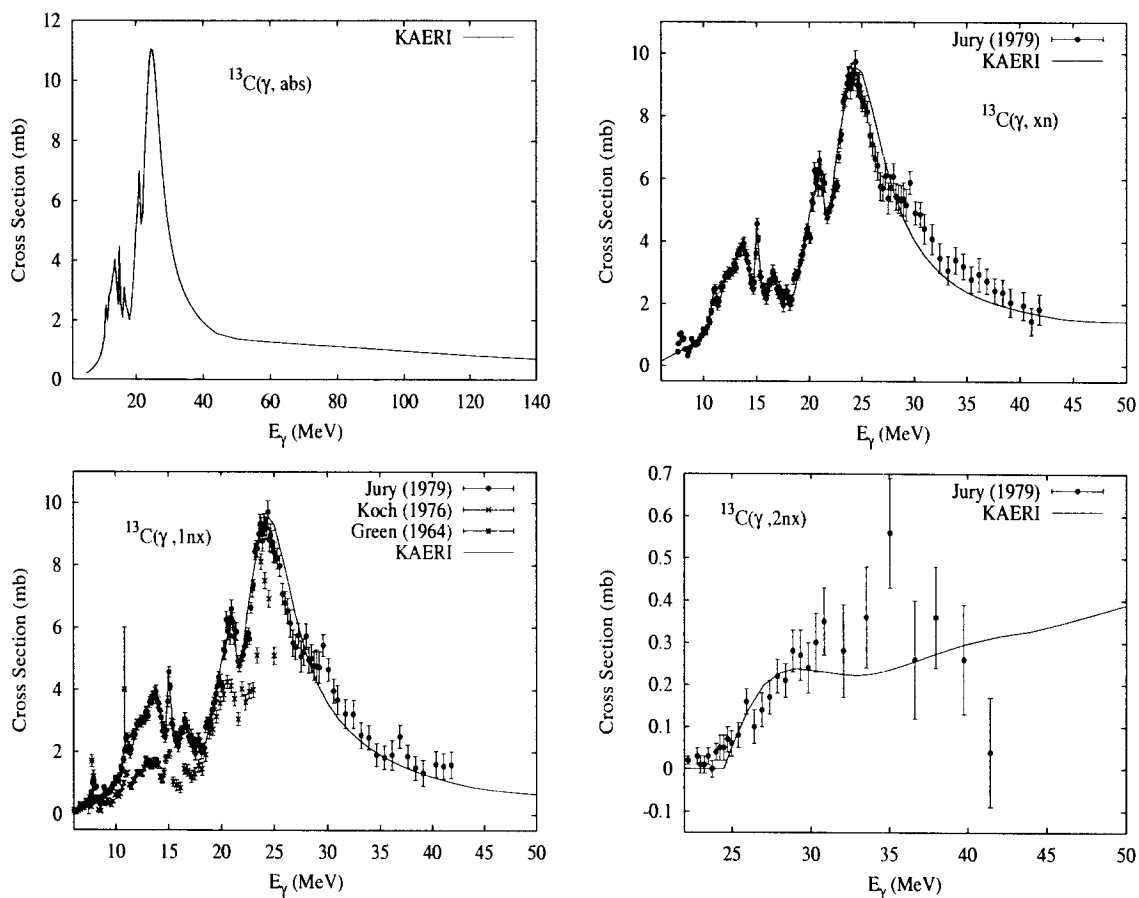 12
10
8
6
4
2
0
Cross Section (mb)
KAERI
¹³C(γ, abs)
20 40 60 80 100 120 140
E_γ (MeV)
10
8
6
4
2
0
Cross Section (mb)
Jury (1979)
KAERI
¹³C(γ, xn)
10 15 20 25 30 35 40 45 50
E_γ (MeV)
10
8
6
4
2
0
Cross Section (mb)
Jury (1979)
Koch (1976)
Green (1964)
KAERI
¹³C(γ ,1nx)
10 15 20 25 30 35 40 45 50
E_γ (MeV)
0.7
0.6
0.5
0.4
0.3
0.2
0.1
0
-0.1
Cross Section (mb)
Jury (1979)
KAERI
¹³C(γ ,2nx)
25 30 35 40 45 50
E_γ (MeV)